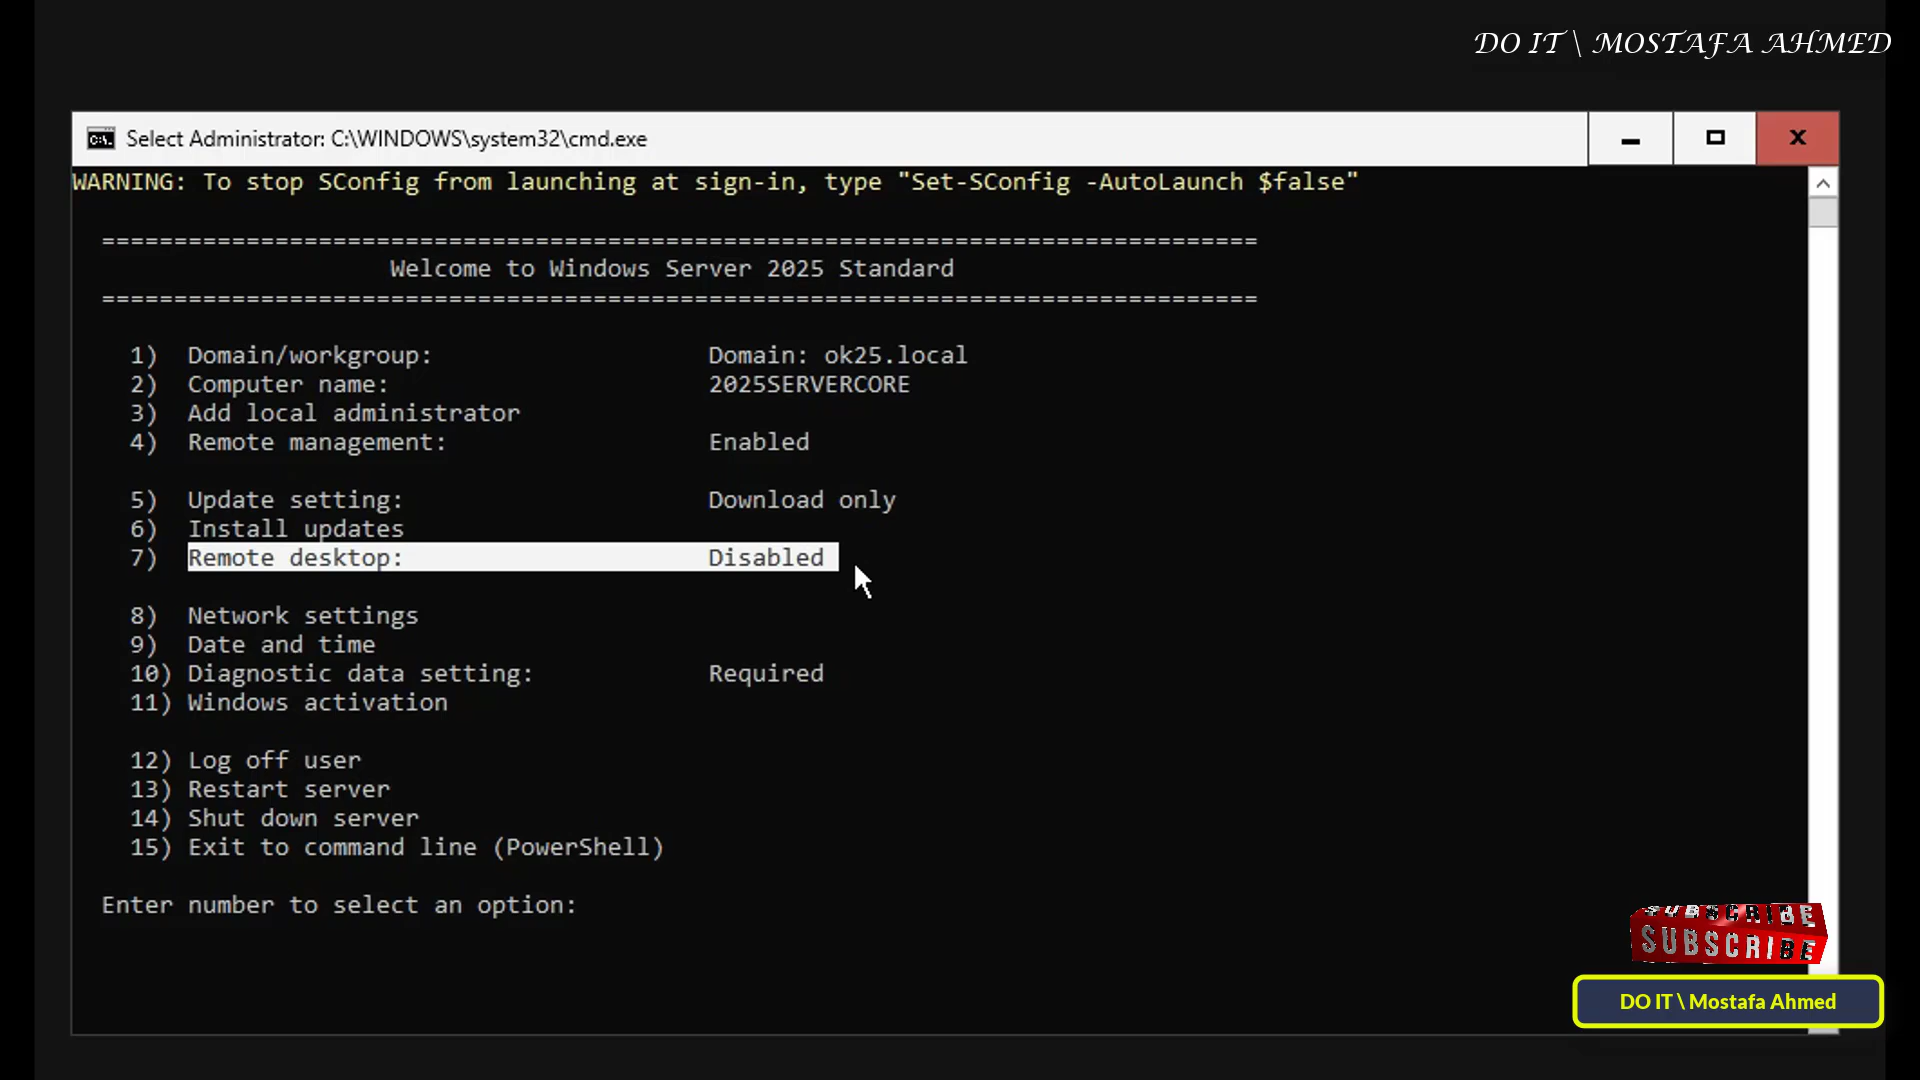 DO IT \ MOSTAFA AHMED
C:\. Select Administrator: C:\WINDOWS\system32\cmd.exe
WARNING: To stop SConfig from launching at sign-in, type "Set-SConfig -AutoLaunch $false"
================================================================================
Welcome to Windows Server 2025 Standard
================================================================================
1) Domain/workgroup: Domain: ok25.local
2) Computer name: 2025SERVERCORE
3) Add local administrator
4) Remote management: Enabled
5) Update setting: Download only
6) Install updates
7) Remote desktop: Disabled
8) Network settings
9) Date and time
10) Diagnostic data setting: Required
11) Windows activation
12) Log off user
13) Restart server
14) Shut down server
15) Exit to command line (PowerShell)
Enter number to select an option:
SUBSCRIBE
SUBSCRIBE
DO IT \ Mostafa Ahmed